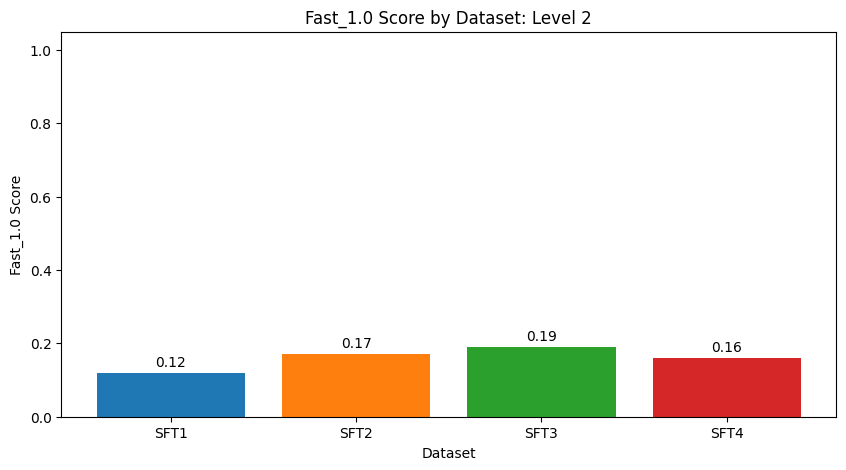 Fast_1.0 Score by Dataset: Level 2
Fast_1.0 Score
1.0
0.8
0.6
0.4
0.2
0.0
0.12
0.17
0.19
0.16
SFT1
SFT2
SFT3
SFT4
Dataset